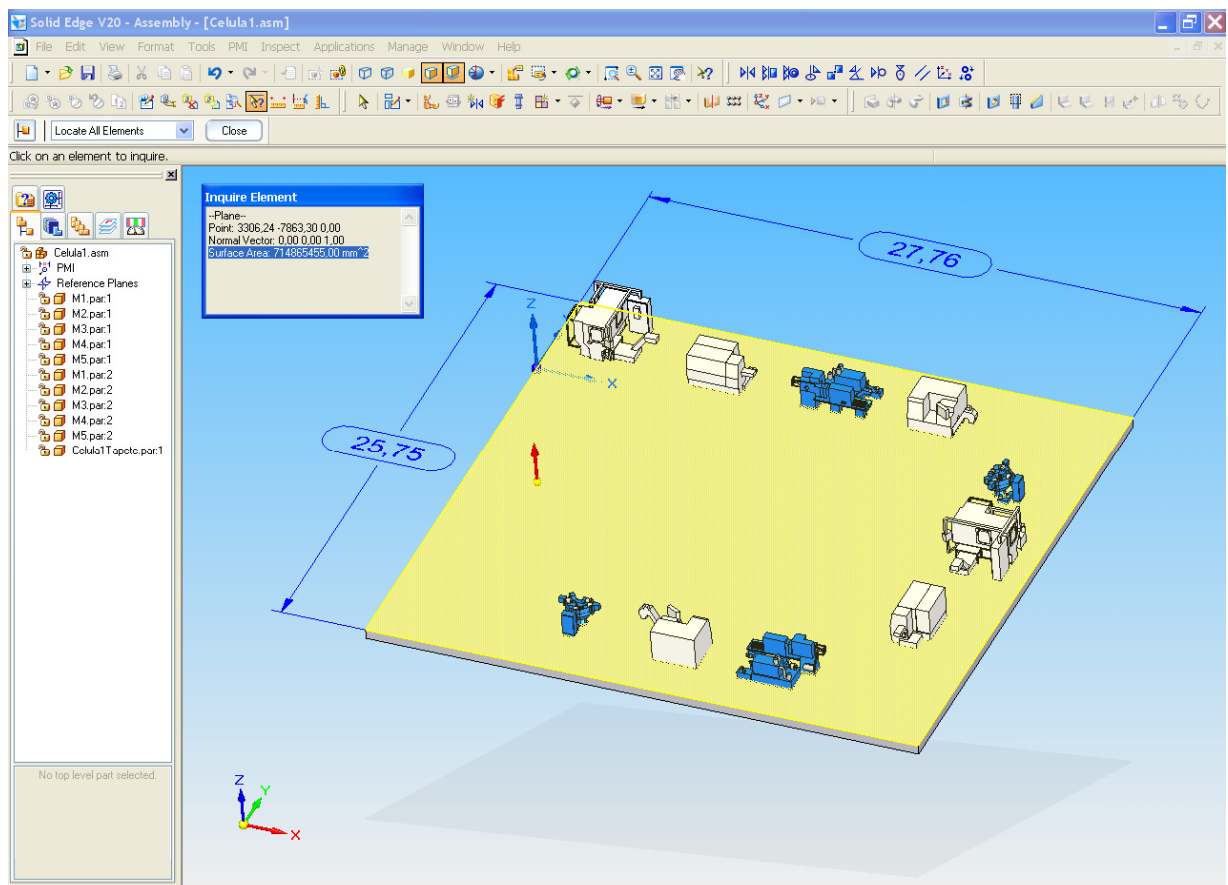 Solid Edge V20 - Assembly - [Celula1.asm]
File Edit View Format Tools PMI Inspect Applications Manage Window Help
Locate All Elements
Close
Click on an element to inquire.
Inquire Element
--Plane--
Point: 3306,24 -7863,30 0,00
Normal Vector: 0,00 0,00 1,00
Surface Area: 714865455,00 mm^2
Celula1.asm
PMI
Reference Planes
M1.par:1
M2.par:1
M3.par:1
M4.par:1
M5.par:1
M1.par:2
M2.par:2
M3.par:2
M4.par:2
M5.par:2
Celula1Tapete.par:1
No top level part selected.
27,76
25,75
Z
X
Z
Y
X